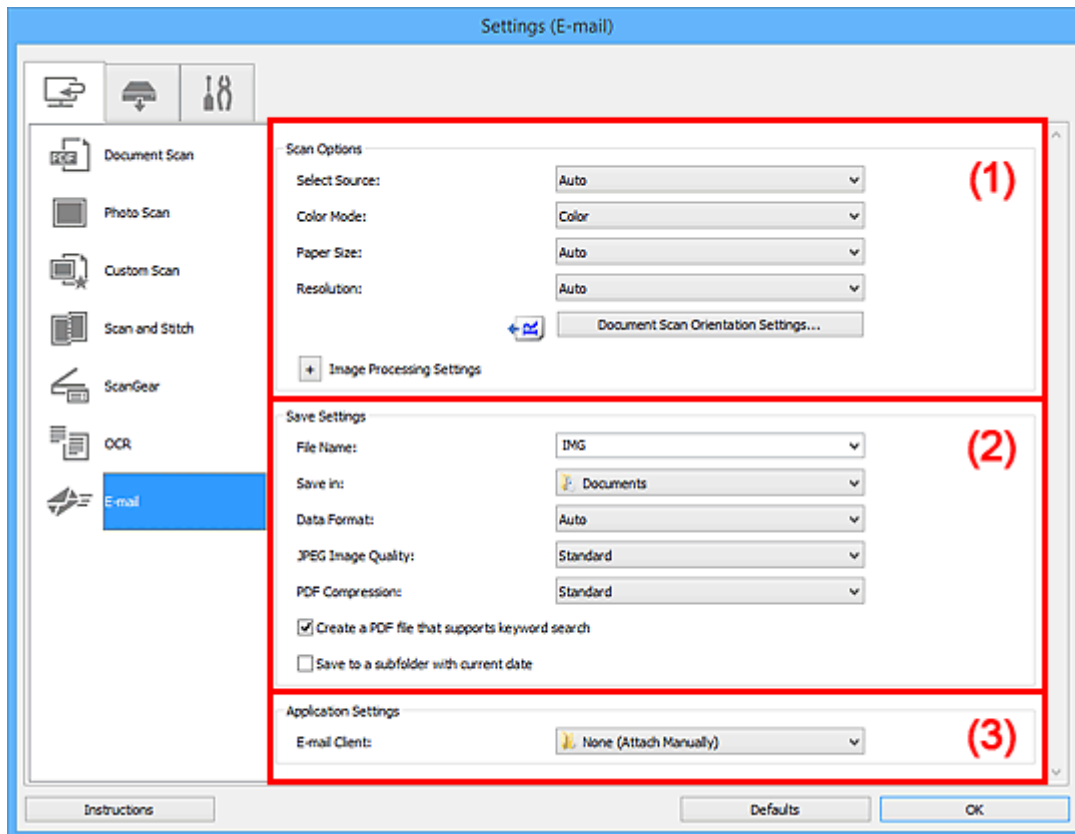 Settings (E-mail)
PDF
Document Scan
Photo Scan
Custom Scan
Scan and Stitch
ScanGear
OCR
E-mail
Scan Options
(1)
Select Source: Auto
Color Mode: Color
Paper Size: Auto
Resolution: Auto
R Document Scan Orientation Settings...
+ Image Processing Settings
Save Settings
(2)
File Name: IMG
Save in: Documents
Data Format: Auto
JPEG Image Quality: Standard
PDF Compression: Standard
Create a PDF file that supports keyword search
Save to a subfolder with current date
Application Settings
(3)
E-mail Client: None (Attach Manually)
Instructions Defaults OK